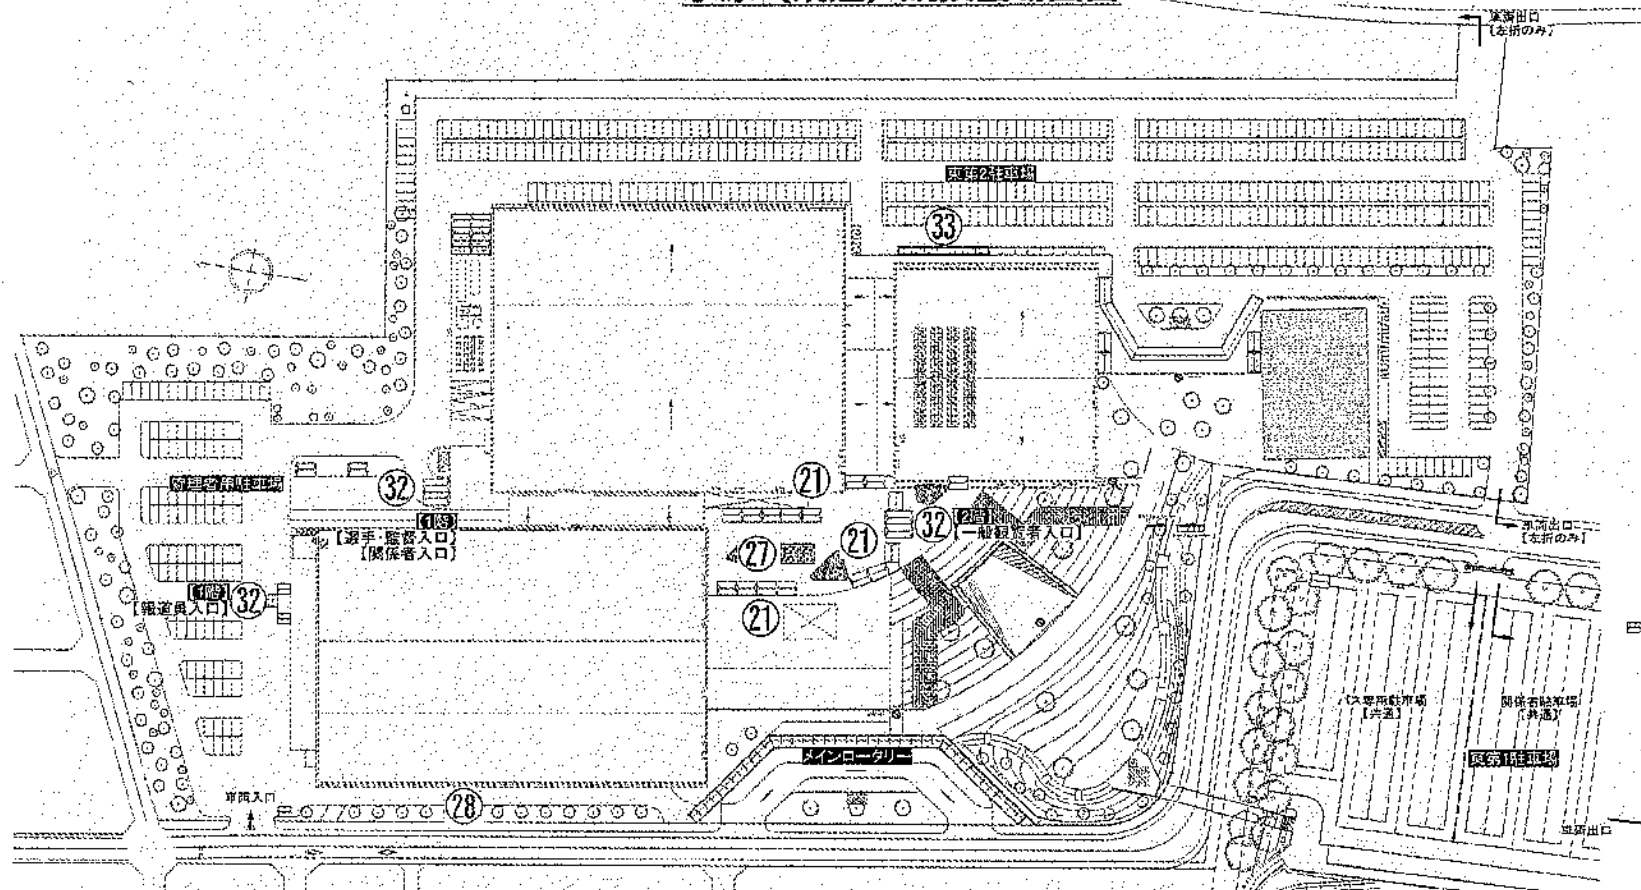 車両出口
【左折のみ】
東第2駐車場
33
21
32
32
【2階】
【一般観覧者入口】
【1階】
【選手・監督入口】
【関係者入口】
車両出口
【左折のみ】
27
21
【1階】
【報道員入口】
32
21
バス専用駐車場
【共通】
関係者駐車場
【共通】
メインロータリー
東第1駐車場
車両入口
28
車両出口